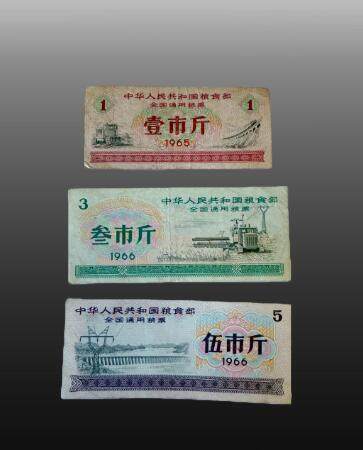 中华人民共和国粮食部
全国通用粮票
1 1
壹市斤
1965
3
中华人民共和国粮食部
全国通用粮票
叁市斤
1966
中华人民共和国粮食部
全国通用粮票
5
伍市斤
1966